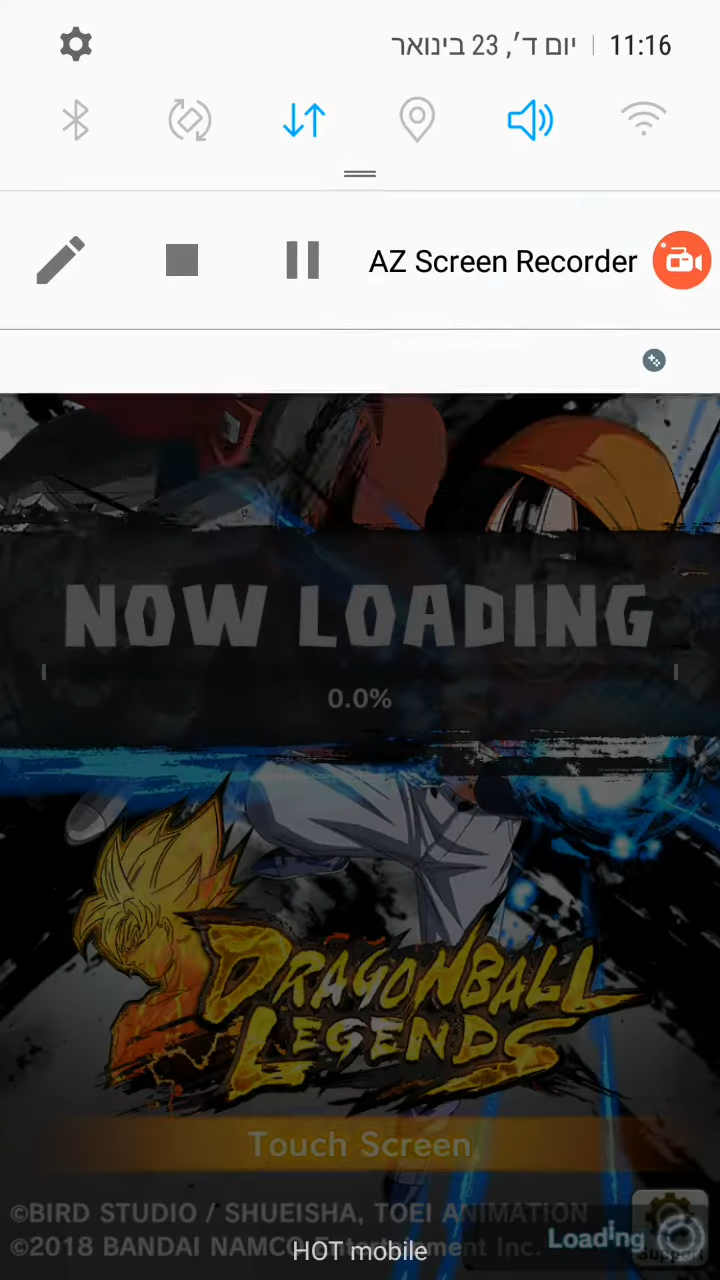 יום ד׳, 23 בינואר | 11:16
AZ Screen Recorder
NOW LOADING
0.0%
DRAGONBALL
LEGENDS
Touch Screen
©BIRD STUDIO / SHUEISHA, TOEI ANIMATION
©2018 BANDAI NAMCO Entertainment Inc.
HOT mobile
Loading
Support